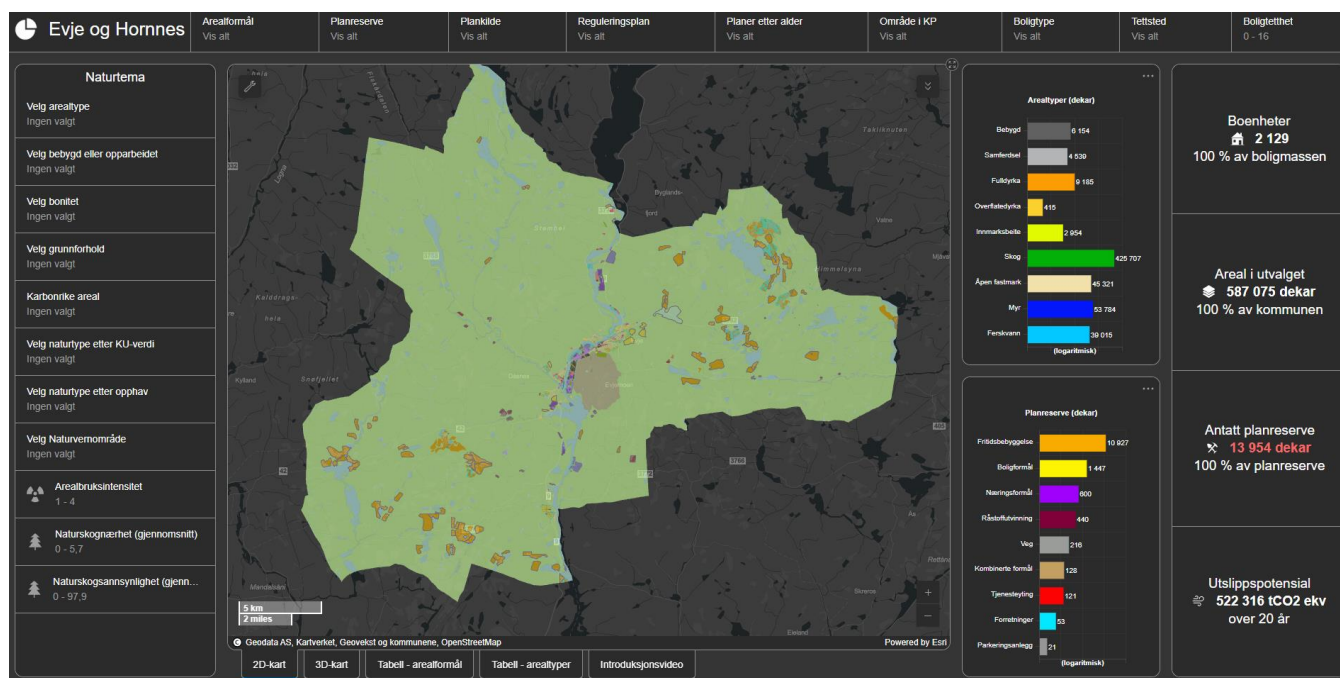 Evje og Hornnes
Arealformål
Vis alt
Planreserve
Vis alt
Plankilde
Vis alt
Reguleringsplan
Vis alt
Planer etter alder
Vis alt
Område i KP
Vis alt
Boligtype
Vis alt
Tettsted
Vis alt
Boligtetthet
0 - 16
Naturtema
Velg arealtype
Ingen valgt
Velg bebygd eller opparbeidet
Ingen valgt
Velg bonitet
Ingen valgt
Velg grunnforhold
Ingen valgt
Karbonrike areal
Ingen valgt
Velg naturtype etter KU-verdi
Ingen valgt
Velg naturtype etter opphav
Ingen valgt
Velg Naturvernområde
Ingen valgt
Arealbruksintensitet
1 - 4
Naturskognærhet (gjennomsnitt)
0 - 5,7
Naturskogsannsynlighet (gjenn...
0 - 97,9
Takliknuten
Byglands-
fjord
Himmelsyna
Kylland
42
42
5 km
2 miles
Geodata AS, Kartverket, Geovekst og kommunene, OpenStreetMap
Powered by Esri
2D-kart
3D-kart
Tabell - arealformål
Tabell - arealtyper
Introduksjonsvideo
Arealtyper (dekar)
Bebygd
6 154
Samferdsel
4 539
Fulldyrka
9 185
Overflatedyrka
415
Innmarksbeite
2 954
Skog
425 707
Åpen fastmark
45 321
Myr
53 784
Ferskvann
39 015
(logaritmisk)
Planreserve (dekar)
Fritidsbebyggelse
10 927
Boligformål
1 447
Næringsformål
600
Råstoffutvinning
440
Veg
216
Kombinerte formål
128
Tjenesteyting
121
Forretninger
53
Parkeringsanlegg
21
(logaritmisk)
Boenheter
2 129
100 % av boligmassen
Areal i utvalget
587 075 dekar
100 % av kommunen
Antatt planreserve
13 954 dekar
100 % av planreserve
Utslippspotensial
522 316 tCO2 ekv
over 20 år